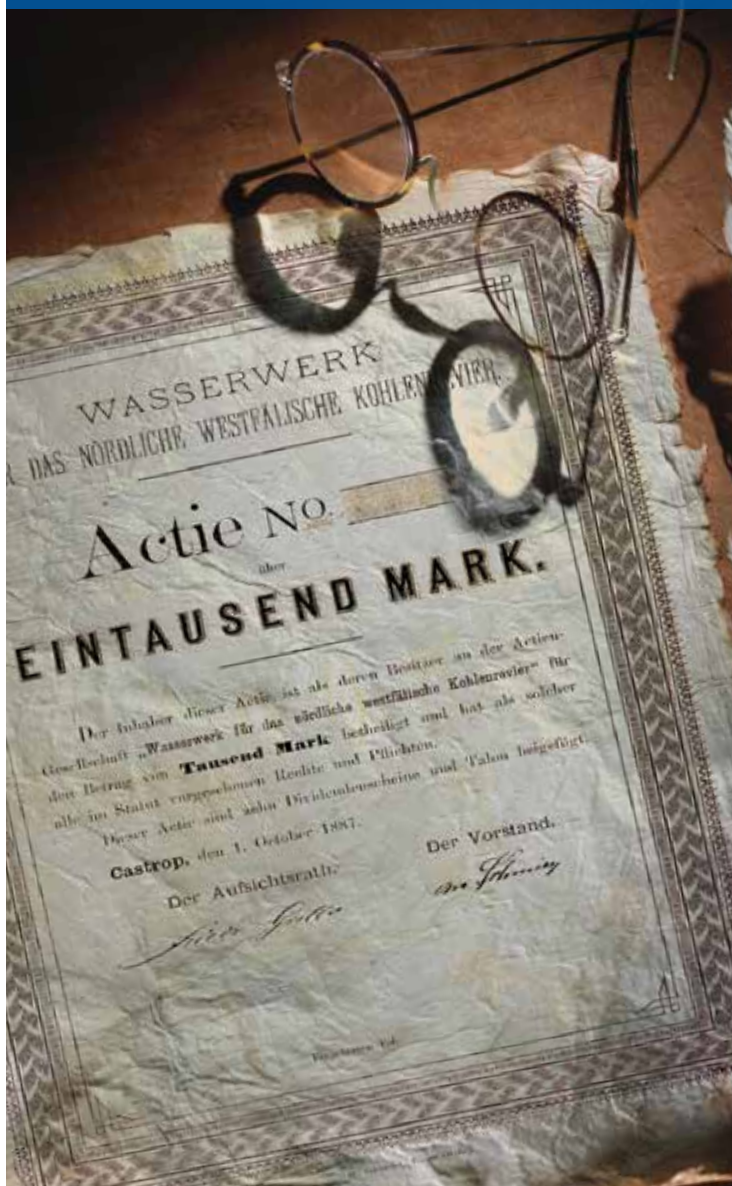 WASSERWERK
DAS NÖRDLICHE WESTFÄLISCHE KOHLENREVIER.
Actie No.
über
EINTAUSEND MARK.
Der Inhaber dieser Actie ist als deren Besitzer an der Actien-
Gesellschaft „Wasserwerk für das nördliche westfälische Kohlenrevier“ für
den Betrag von Tausend Mark betheiligt und hat als solcher
alle im Statut vorgesehenen Rechte und Pflichten.
Dieser Actie sind zehn Dividendenscheine und Talon beigefügt.
Castrop, den 1. October 1887.
Der Aufsichtsrath.
Der Vorstand.